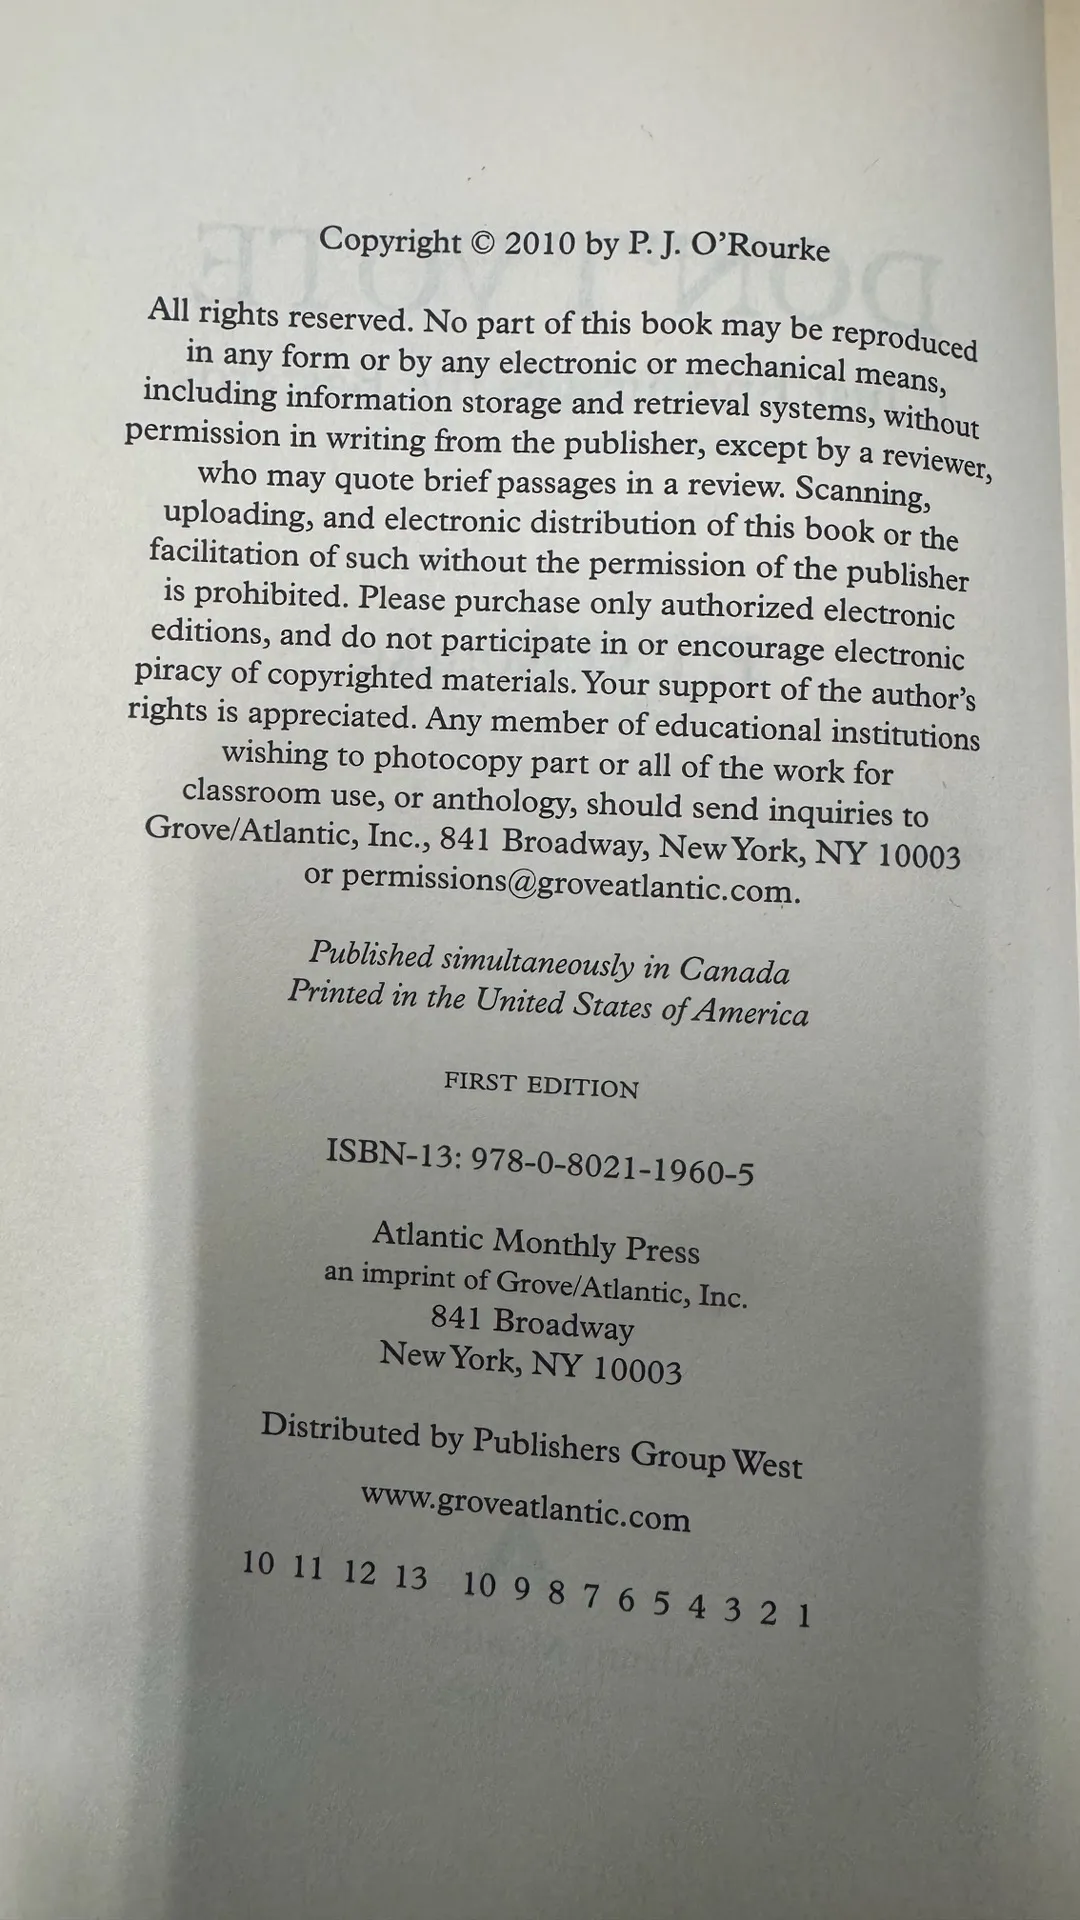 Copyright © 2010 by P. J. O'Rourke
All rights reserved. No part of this book may be reproduced
in any form or by any electronic or mechanical means,
including information storage and retrieval systems, without
permission in writing from the publisher, except by a reviewer,
who may quote brief passages in a review. Scanning,
uploading, and electronic distribution of this book or the
facilitation of such without the permission of the publisher
is prohibited. Please purchase only authorized electronic
editions, and do not participate in or encourage electronic
piracy of copyrighted materials. Your support of the author's
rights is appreciated. Any member of educational institutions
wishing to photocopy part or all of the work for
classroom use, or anthology, should send inquiries to
Grove/Atlantic, Inc., 841 Broadway, New York, NY 10003
or permissions@groveatlantic.com.
Published simultaneously in Canada
Printed in the United States of America
FIRST EDITION
ISBN-13: 978-0-8021-1960-5
Atlantic Monthly Press
an imprint of Grove/Atlantic, Inc.
841 Broadway
New York, NY 10003
Distributed by Publishers Group West
www.groveatlantic.com
10 11 12 13 10 9 8 7 6 5 4 3 2 1